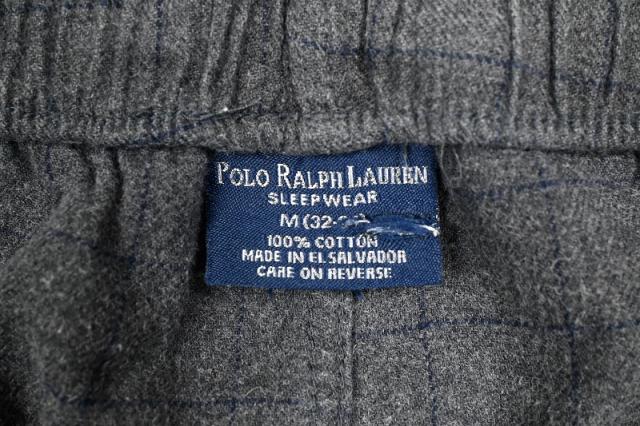 POLO RALPH LAUREN
SLEEPWEAR
M (32-
100% COTTON
MADE IN EL SALVADOR
CARE ON REVERSE